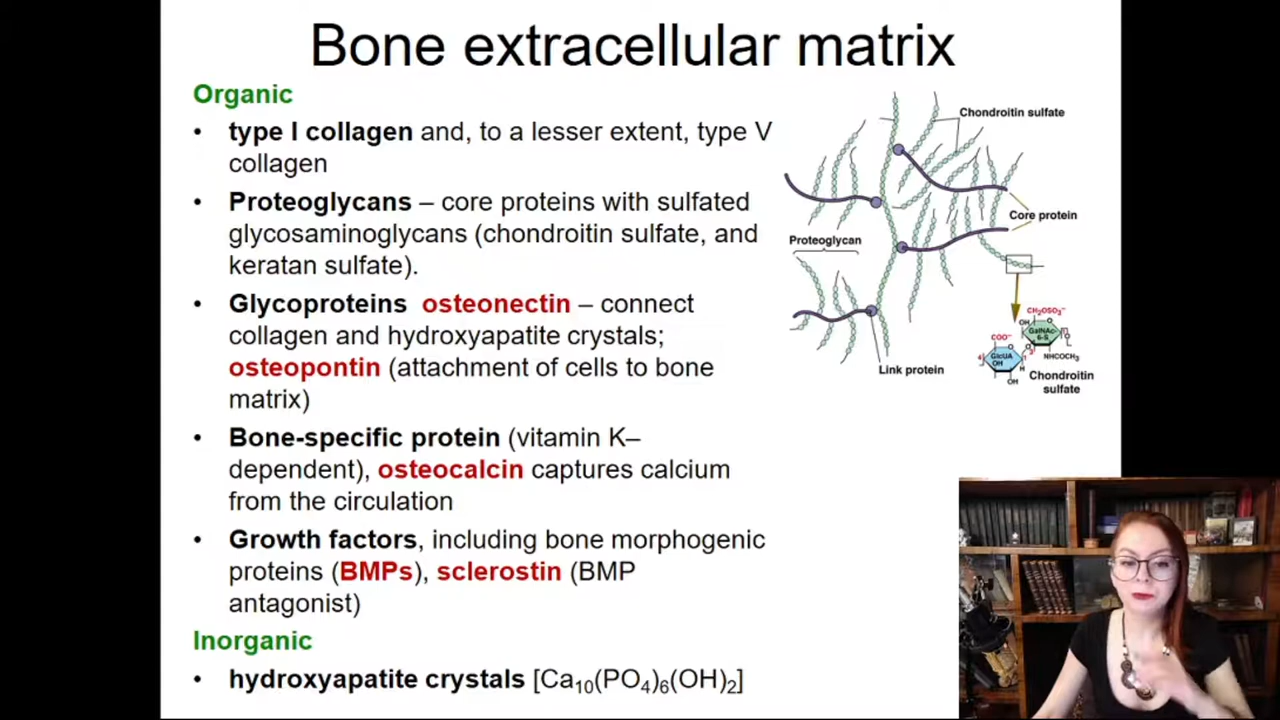 Bone extracellular matrix
Organic
• type I collagen and, to a lesser extent, type V
collagen
• Proteoglycans – core proteins with sulfated
glycosaminoglycans (chondroitin sulfate, and
keratan sulfate).
• Glycoproteins osteonectin – connect
collagen and hydroxyapatite crystals;
osteopontin (attachment of cells to bone
matrix)
• Bone-specific protein (vitamin K–
dependent), osteocalcin captures calcium
from the circulation
• Growth factors, including bone morphogenic
proteins (BMPs), sclerostin (BMP
antagonist)
Inorganic
• hydroxyapatite crystals [Ca₁₀(PO₄)₆(OH)₂]
Chondroitin sulfate
Core protein
Proteoglycan
Link protein
CH₂OSO₃⁻
OH
GalNAc-
6-S
COO⁻
GlcUA
OH
O
H
OH
NHCOCH₃
Chondroitin
sulfate